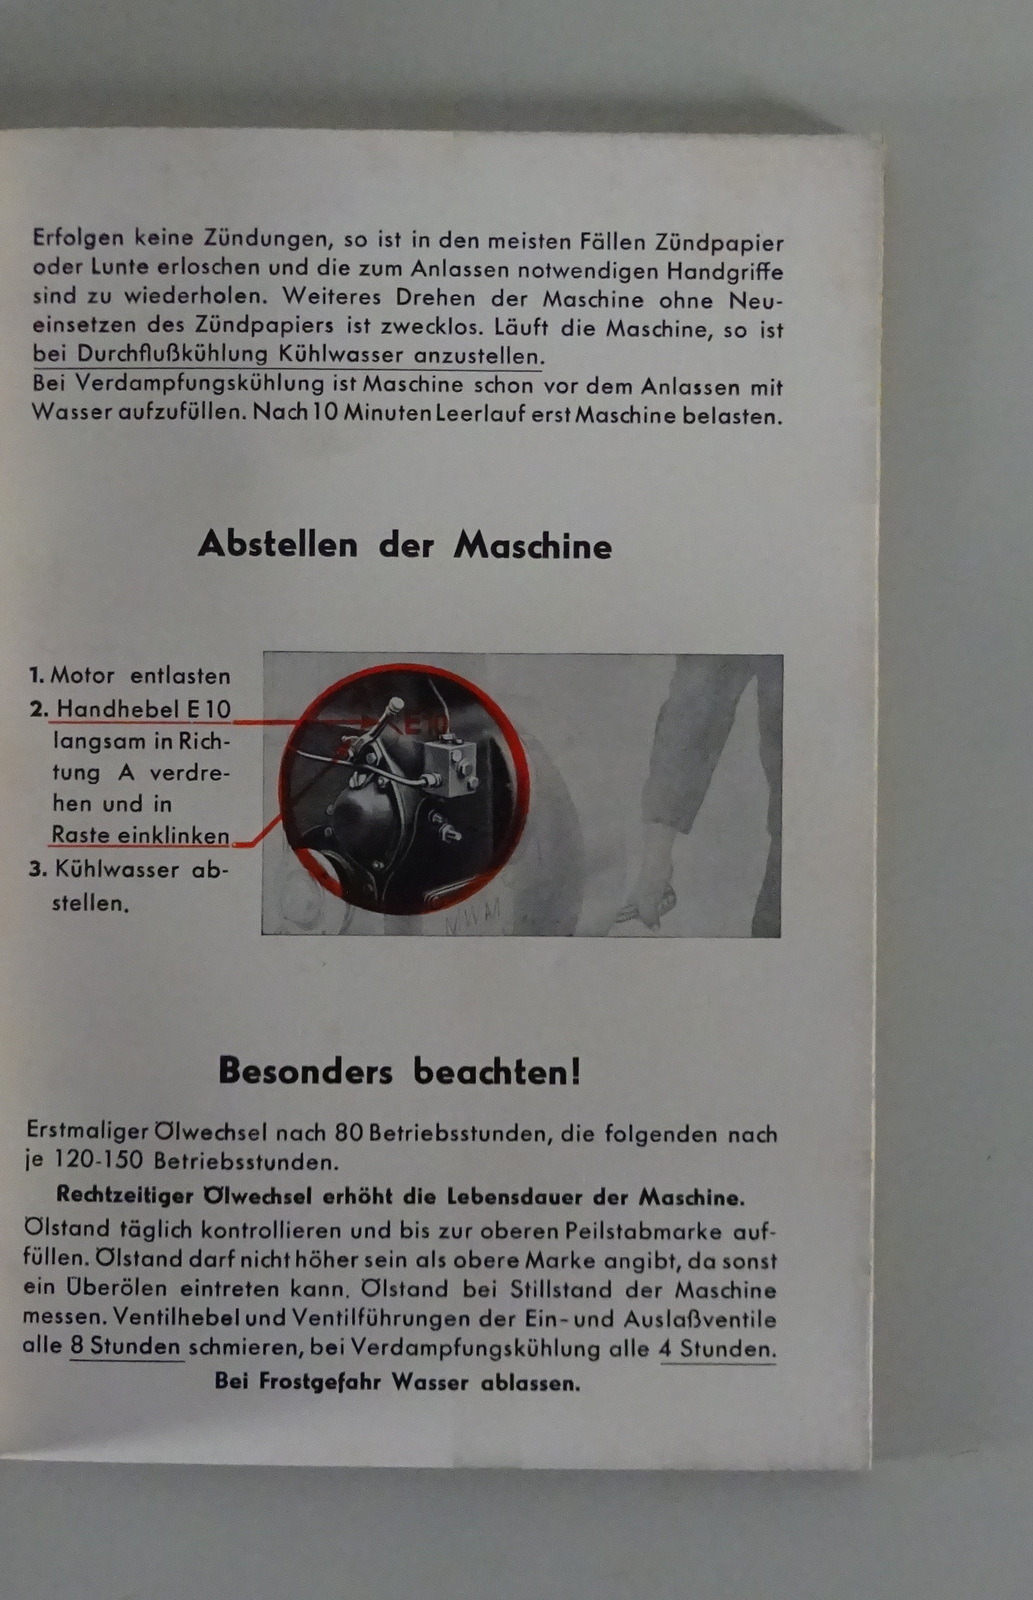 Erfolgen keine Zündungen, so ist in den meisten Fällen Zündpapier
oder Lunte erloschen und die zum Anlassen notwendigen Handgriffe
sind zu wiederholen. Weiteres Drehen der Maschine ohne Neu-
einsetzen des Zündpapiers ist zwecklos. Läuft die Maschine, so ist
bei Durchflußkühlung Kühlwasser anzustellen.
Bei Verdampfungskühlung ist Maschine schon vor dem Anlassen mit
Wasser aufzufüllen. Nach 10 Minuten Leerlauf erst Maschine belasten.
Abstellen der Maschine
1. Motor entlasten
2. Handhebel E 10
langsam in Rich-
tung A verdre-
hen und in
Raste einklinken
3. Kühlwasser ab-
stellen.
E 10
Besonders beachten!
Erstmaliger Ölwechsel nach 80 Betriebsstunden, die folgenden nach
je 120-150 Betriebsstunden.
Rechtzeitiger Ölwechsel erhöht die Lebensdauer der Maschine.
Ölstand täglich kontrollieren und bis zur oberen Peilstabmarke auf-
füllen. Ölstand darf nicht höher sein als obere Marke angibt, da sonst
ein Überölen eintreten kann. Ölstand bei Stillstand der Maschine
messen. Ventilhebel und Ventilführungen der Ein- und Auslaßventile
alle 8 Stunden schmieren, bei Verdampfungskühlung alle 4 Stunden.
Bei Frostgefahr Wasser ablassen.